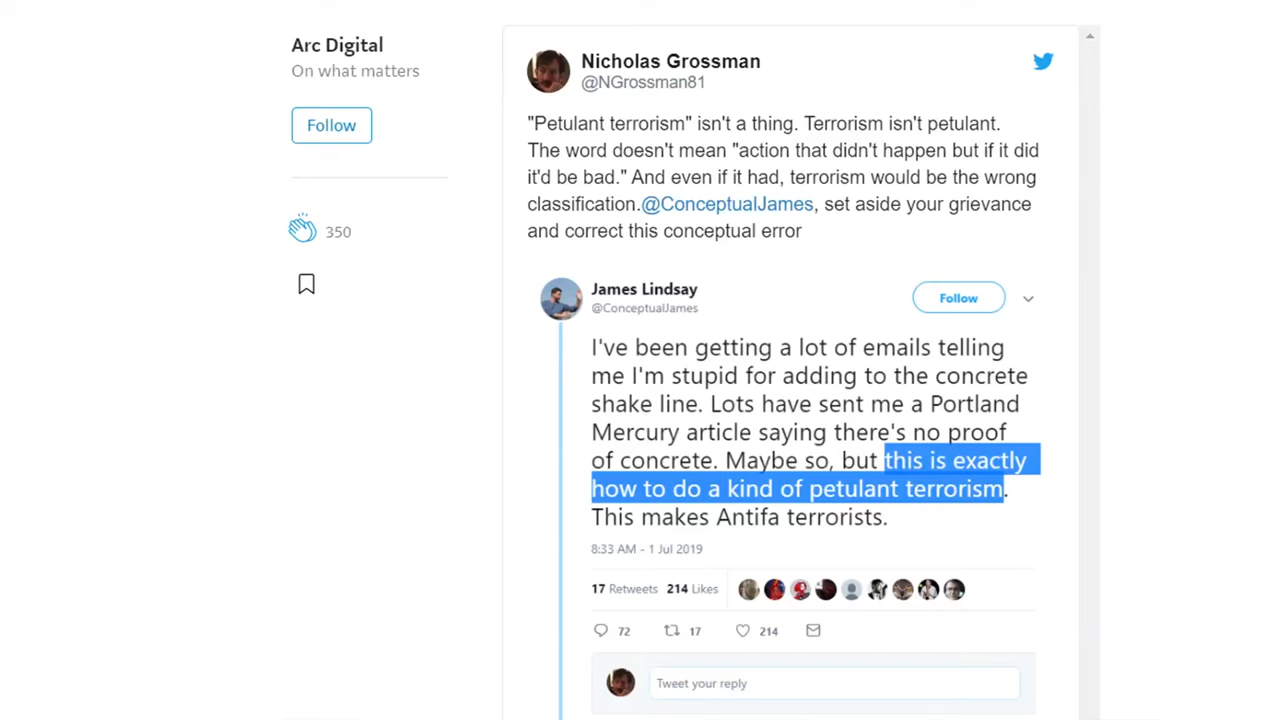 Arc Digital
On what matters
Follow
350
Nicholas Grossman
@NGrossman81
"Petulant terrorism" isn't a thing. Terrorism isn't petulant.
The word doesn't mean "action that didn't happen but if it did
it'd be bad." And even if it had, terrorism would be the wrong
classification.@ConceptualJames, set aside your grievance
and correct this conceptual error
James Lindsay
@ConceptualJames
Follow
I've been getting a lot of emails telling
me I'm stupid for adding to the concrete
shake line. Lots have sent me a Portland
Mercury article saying there's no proof
of concrete. Maybe so, but this is exactly
how to do a kind of petulant terrorism.
This makes Antifa terrorists.
8:33 AM - 1 Jul 2019
17 Retweets 214 Likes
72 17 214
Tweet your reply